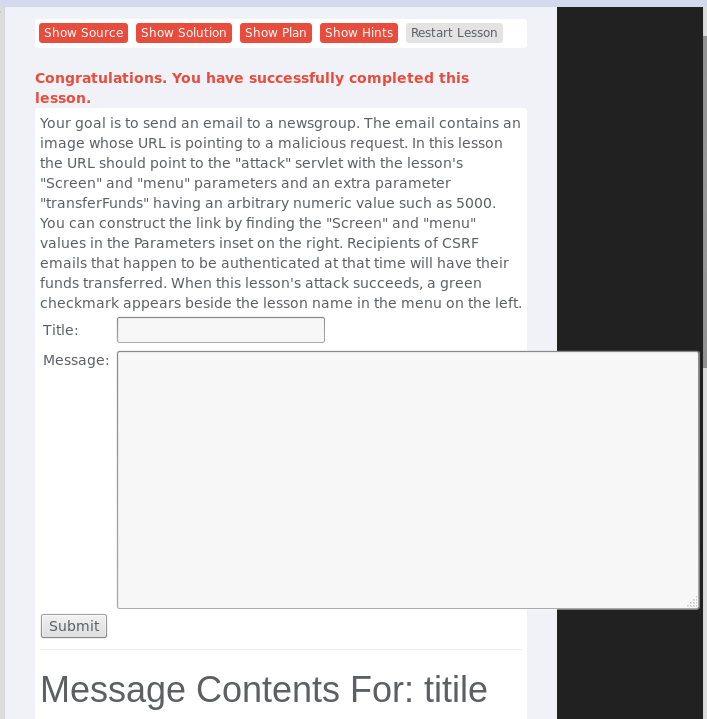 Show Source Show Solution Show Plan Show Hints Restart Lesson
Congratulations. You have successfully completed this
lesson.
Your goal is to send an email to a newsgroup. The email contains an
image whose URL is pointing to a malicious request. In this lesson
the URL should point to the "attack" servlet with the lesson's
"Screen" and "menu" parameters and an extra parameter
"transferFunds" having an arbitrary numeric value such as 5000.
You can construct the link by finding the "Screen" and "menu"
values in the Parameters inset on the right. Recipients of CSRF
emails that happen to be authenticated at that time will have their
funds transferred. When this lesson's attack succeeds, a green
checkmark appears beside the lesson name in the menu on the left.
Title:
Message:
Submit
Message Contents For: titile